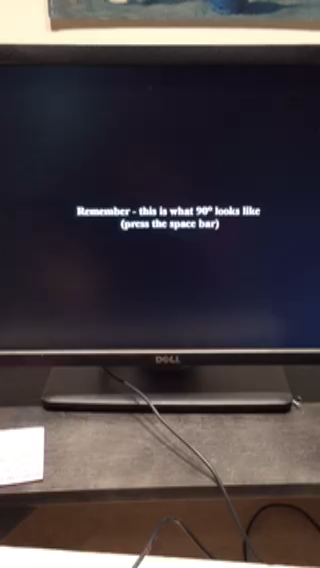 Remember - this is what 90° looks like
(press the space bar)
DELL